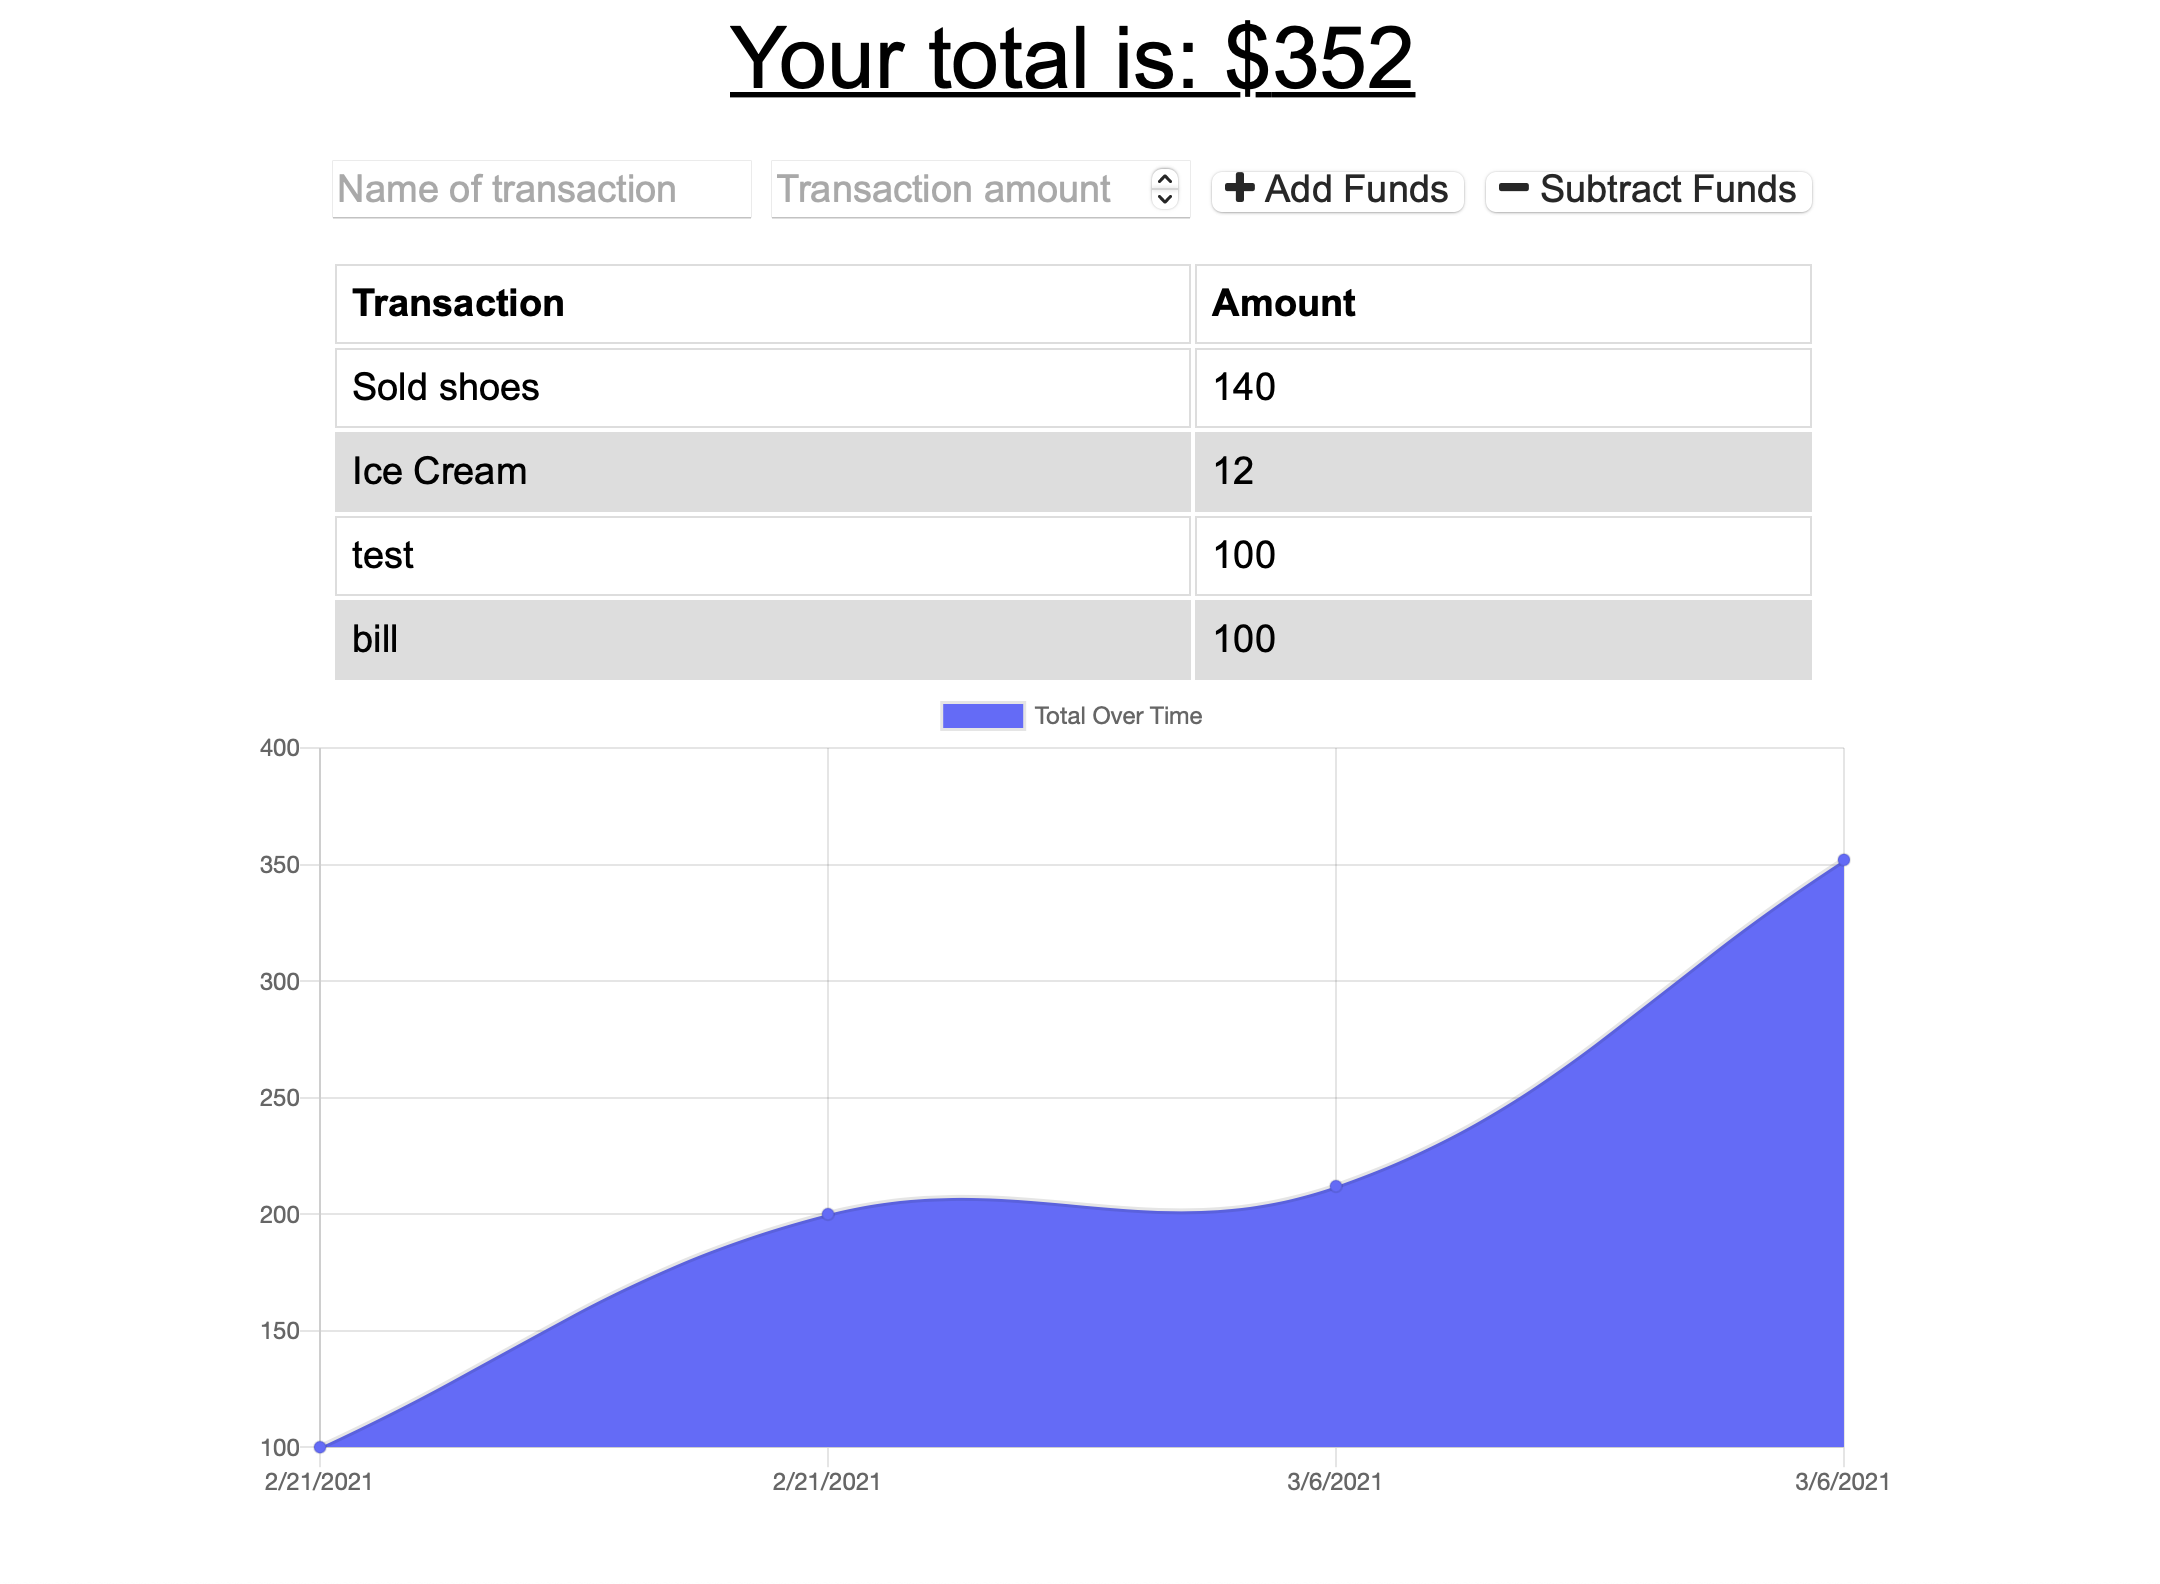 Your total is: $352
Name of transaction Transaction amount Add Funds Subtract Funds
Transaction Amount
Sold shoes 140
Ice Cream 12
test 100
bill 100
Total Over Time
400
350
300
250
200
150
100
2/21/2021 2/21/2021 3/6/2021 3/6/2021